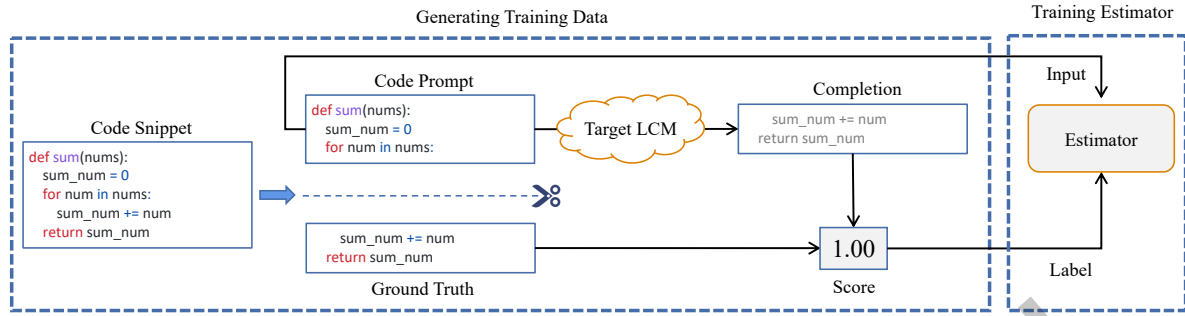 Generating Training Data
Training Estimator
Code Snippet
def sum(nums):
sum_num = 0
for num in nums:
sum_num += num
return sum_num
Code Prompt
def sum(nums):
sum_num = 0
for num in nums:
Target LCM
Completion
sum_num += num
return sum_num
sum_num += num
return sum_num
Ground Truth
1.00
Score
Input
Estimator
Label